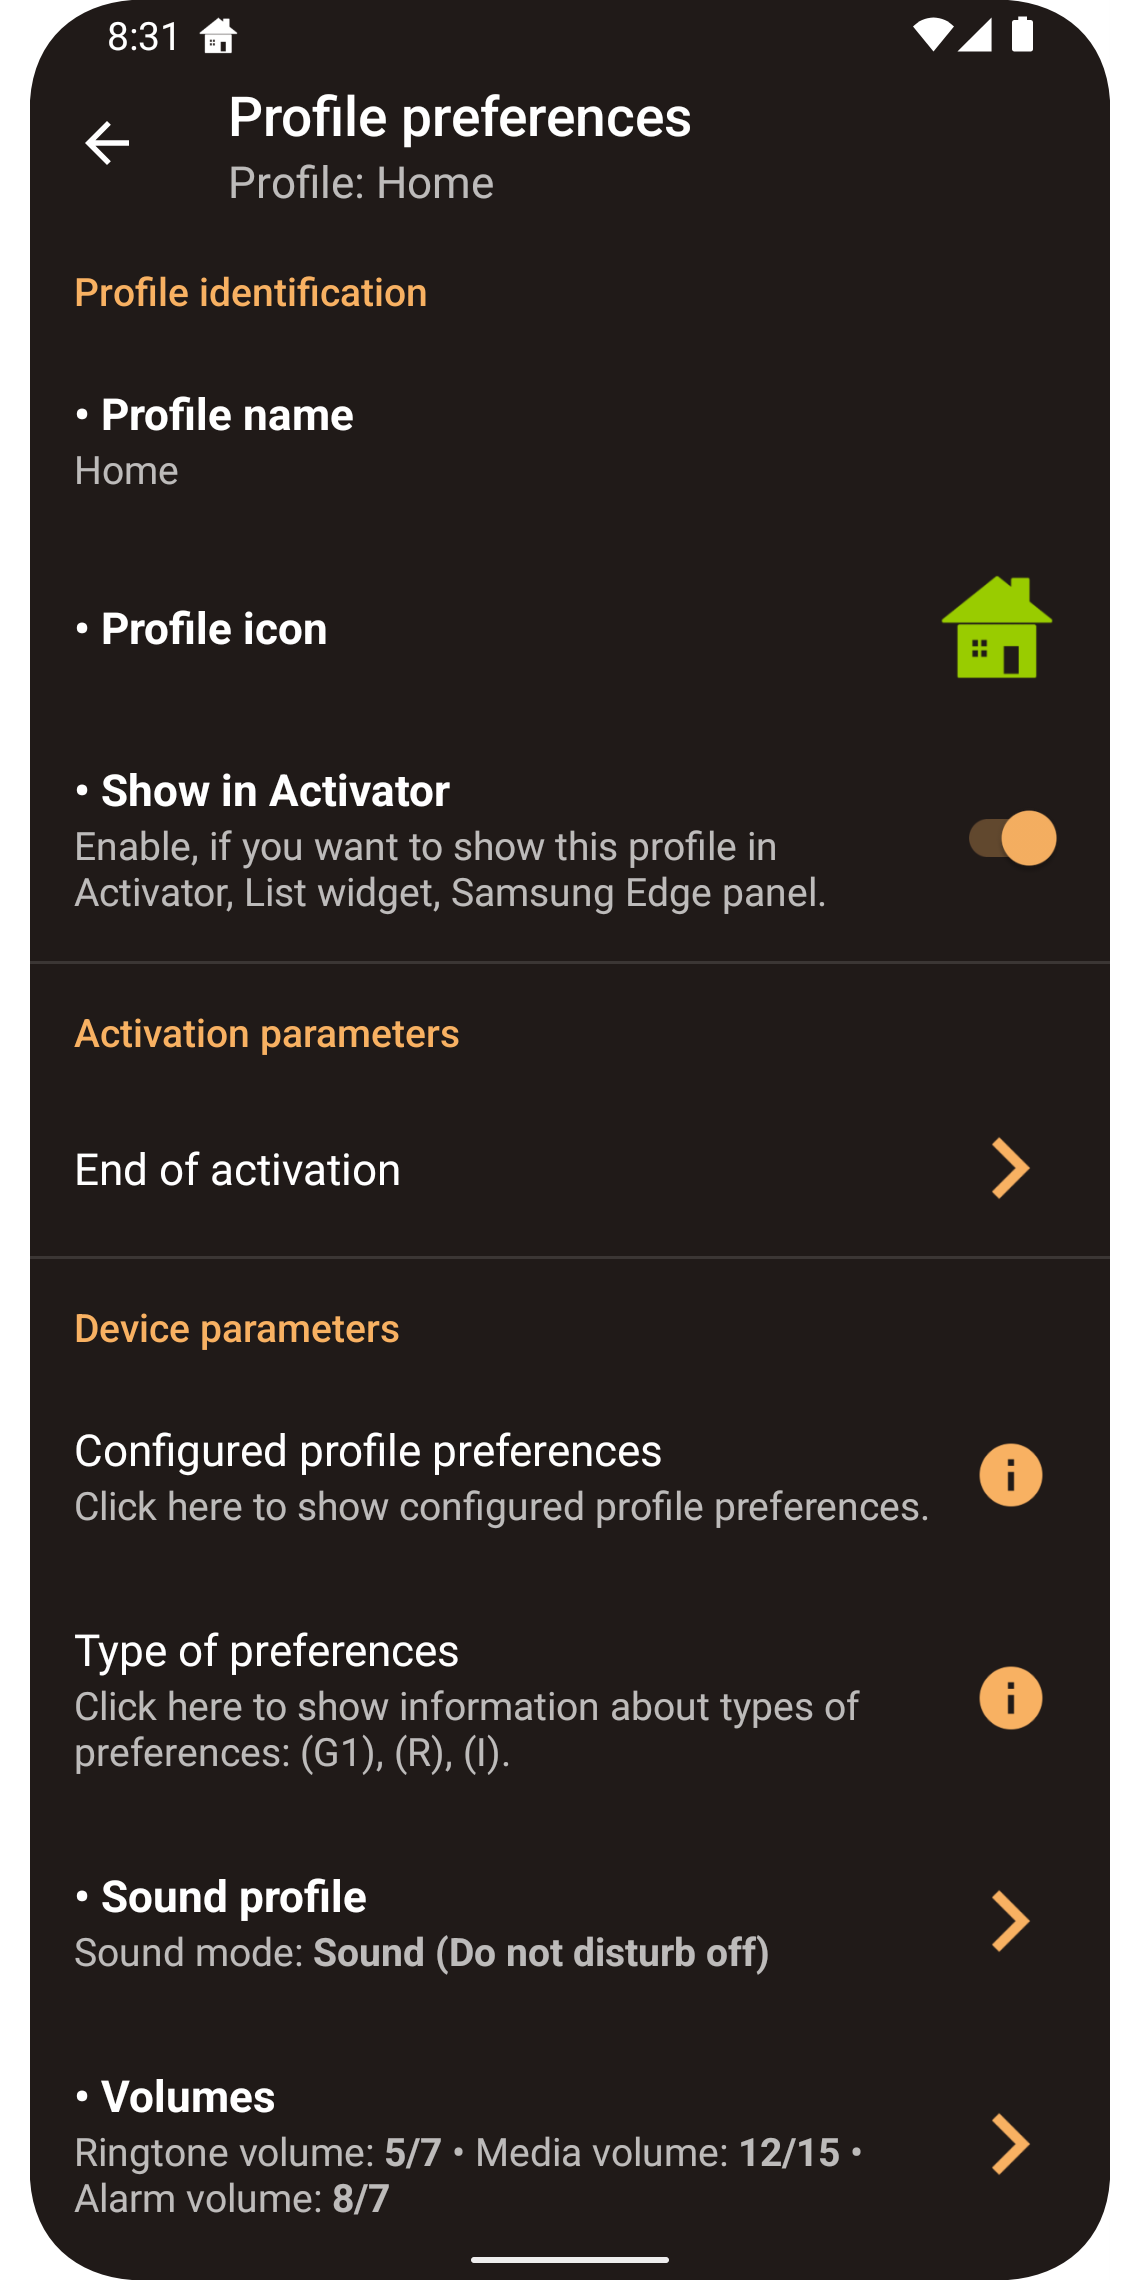 8:31
Profile preferences
Profile: Home
Profile identification
• Profile name
Home
• Profile icon
• Show in Activator
Enable, if you want to show this profile in
Activator, List widget, Samsung Edge panel.
Activation parameters
End of activation
Device parameters
Configured profile preferences
Click here to show configured profile preferences.
Type of preferences
Click here to show information about types of
preferences: (G1), (R), (I).
• Sound profile
Sound mode: Sound (Do not disturb off)
• Volumes
Ringtone volume: 5/7 • Media volume: 12/15 •
Alarm volume: 8/7